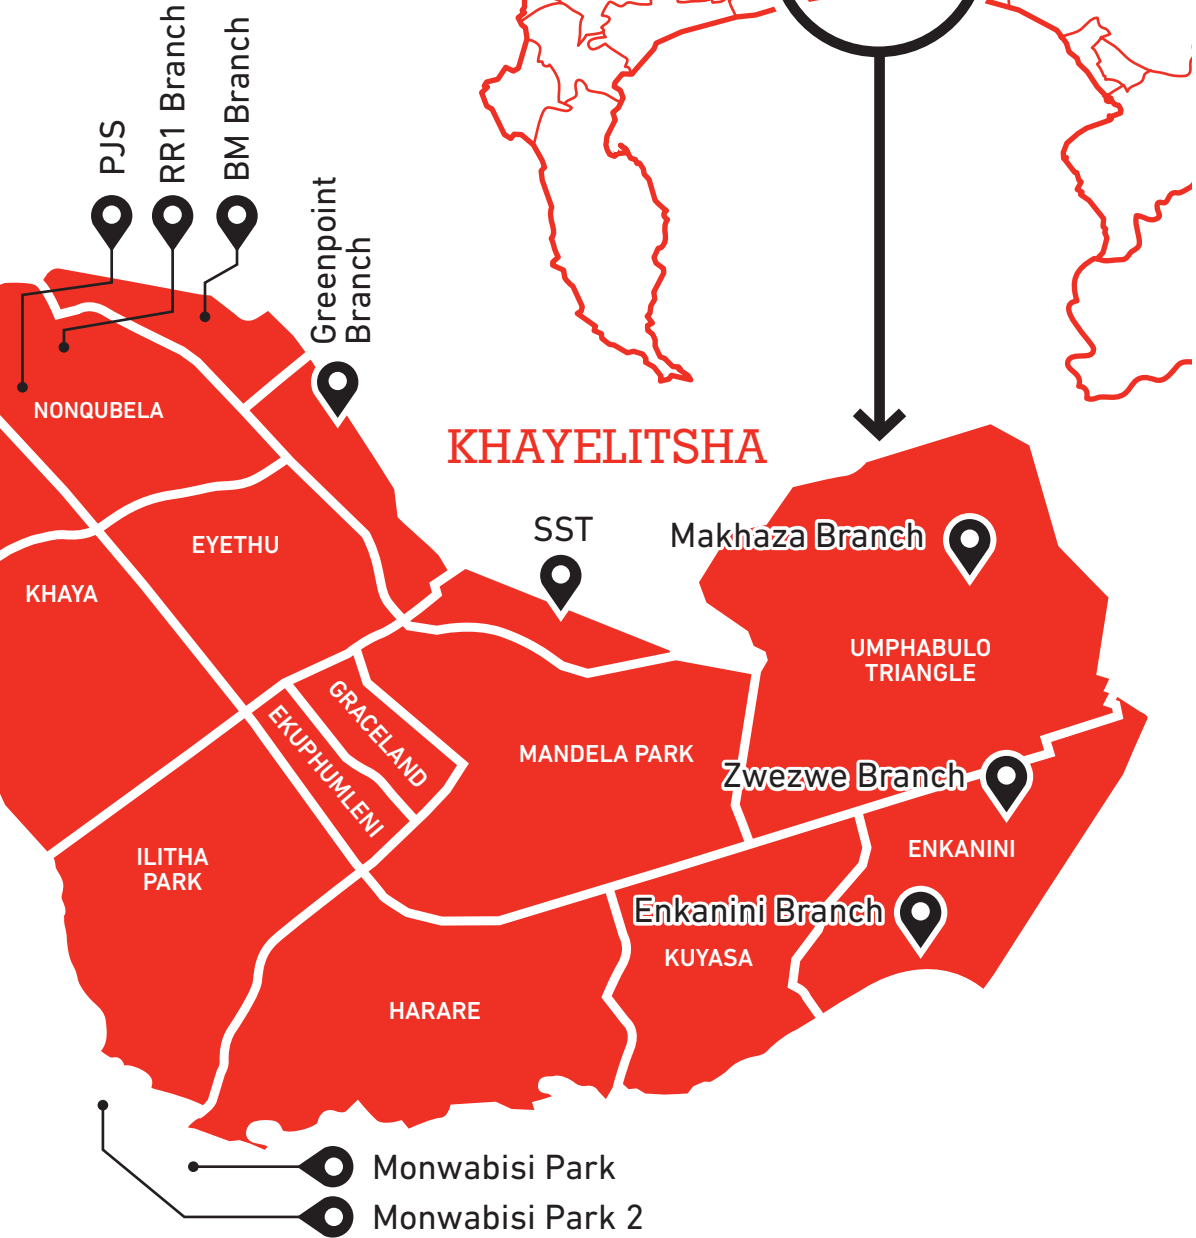 PJS
RR1 Branch
BM Branch
Greenpoint
Branch
NONQUBELA
KHAYELITSHA
SST
Makhaza Branch
EYETHU
KHAYA
UMPHABULO
TRIANGLE
GRACELAND
EKUPHUMLENI
MANDELA PARK
Zwezwe Branch
ENKANINI
ILITHA
PARK
Enkanini Branch
KUYASA
HARARE
Monwabisi Park
Monwabisi Park 2